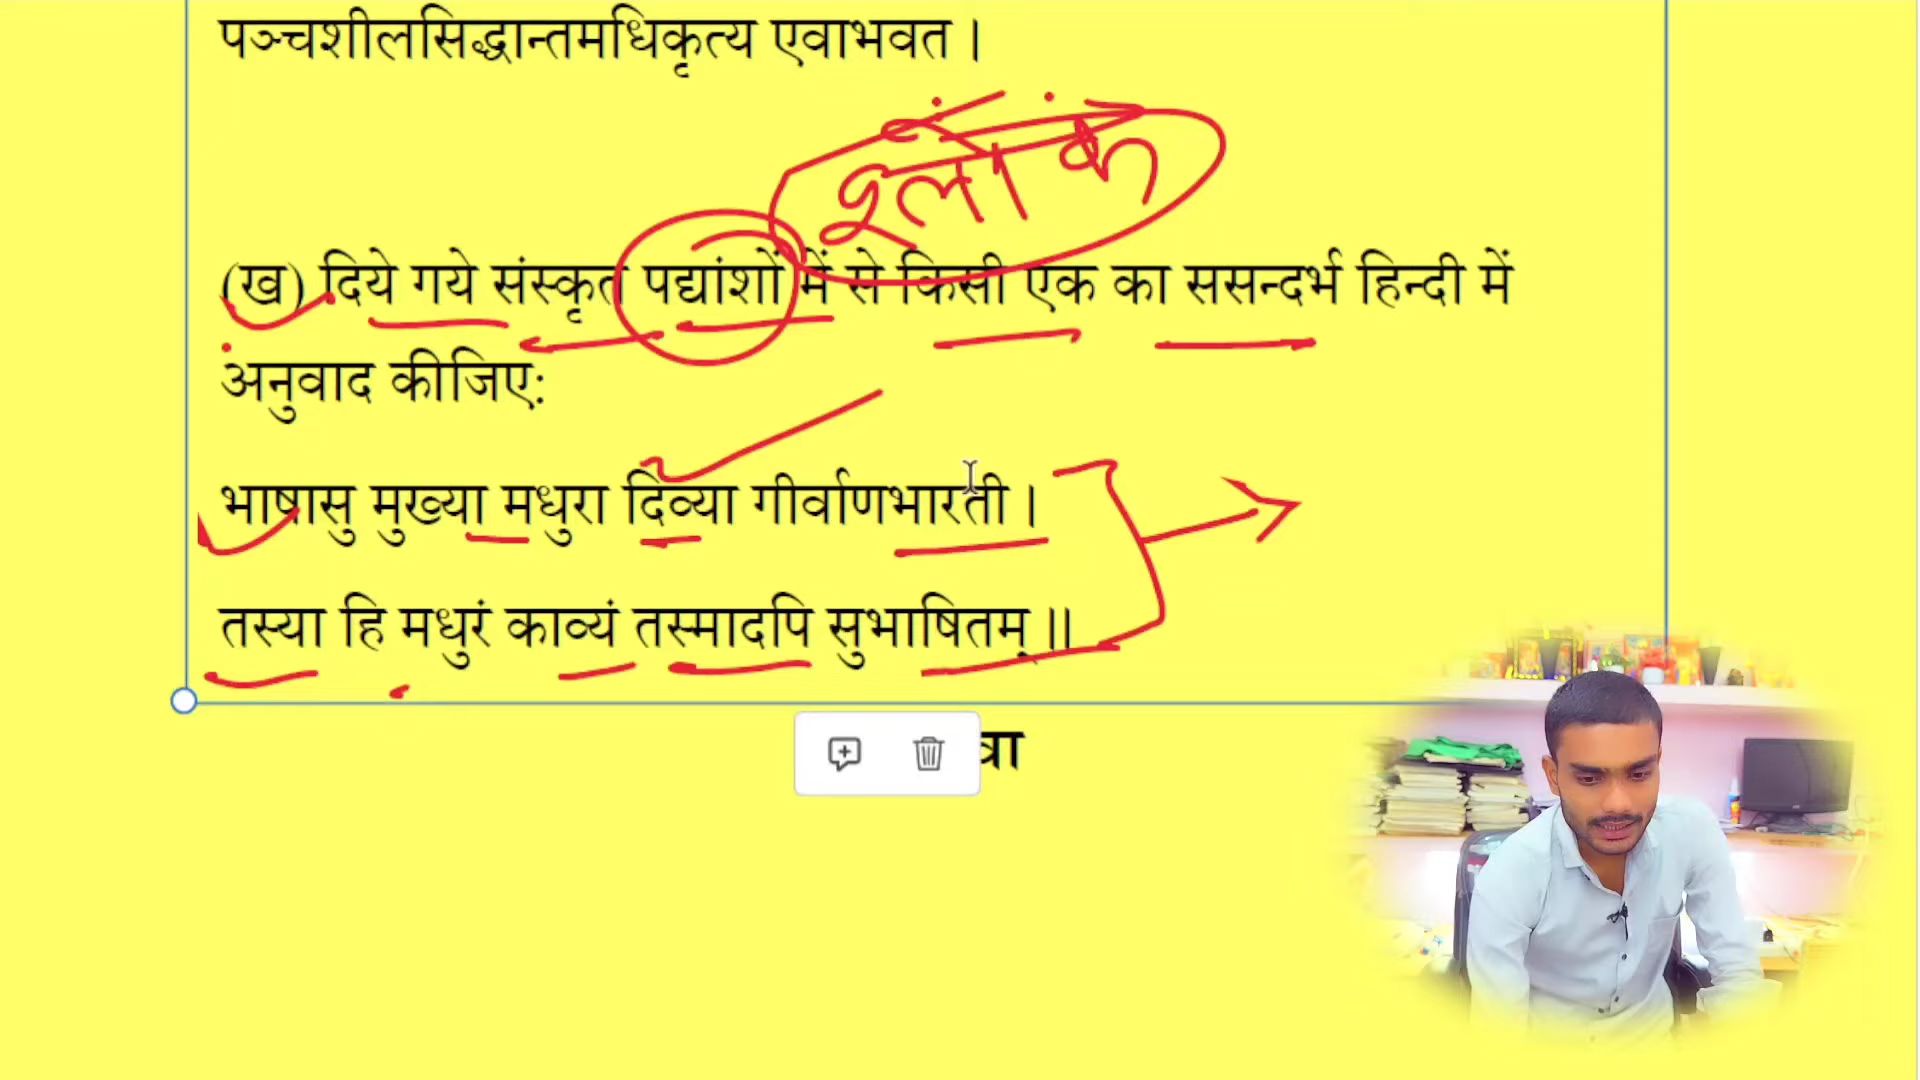 पञ्चशीलसिद्धान्तमधिकृत्य एवाभवत।
श्लोक
(ख) दिये गये संस्कृत पद्यांशों में से किसी एक का ससन्दर्भ हिन्दी में
अनुवाद कीजिए:
भाषासु मुख्या मधुरा दिव्या गीर्वाणभारती।
तस्या हि मधुरं काव्यं तस्मादपि सुभाषितम्॥
वा